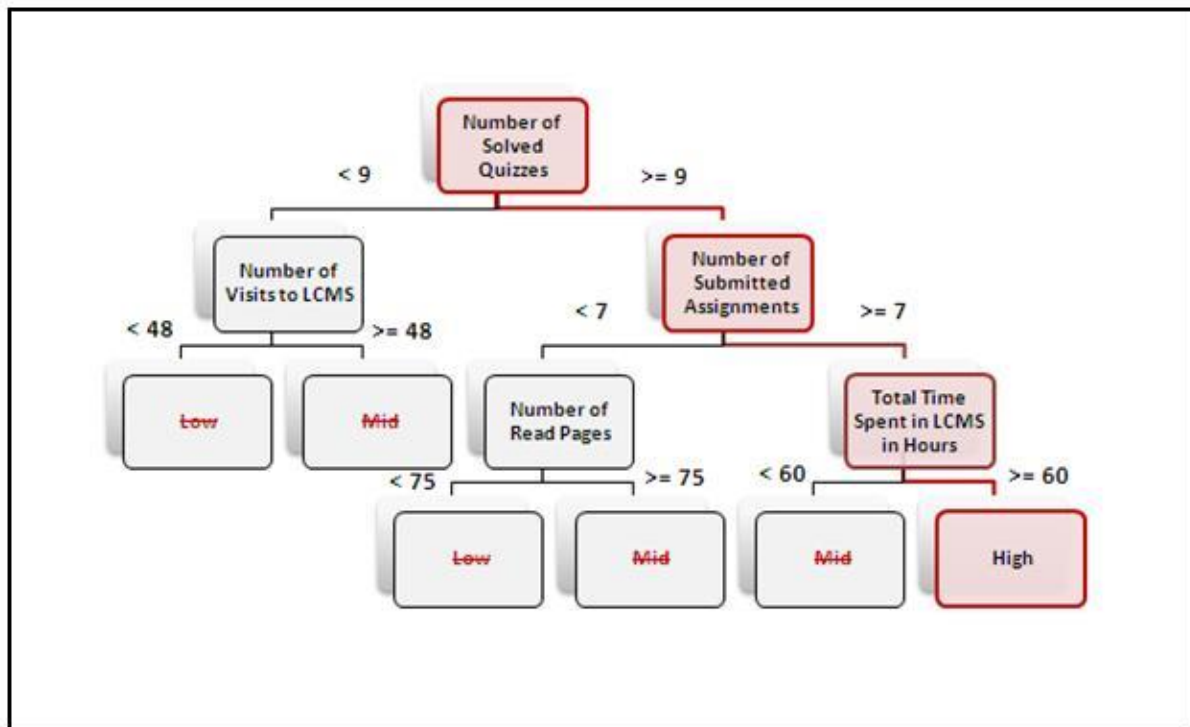 Number of
Solved
Quizzes
< 9
>= 9
Number of
Visits to LCMS
Number of
Submitted
Assignments
< 48
>= 48
< 7
>= 7
Low
Mid
Number of
Read Pages
Total Time
Spent in LCMS
in Hours
< 75
>= 75
< 60
>= 60
Low
Mid
Mid
High